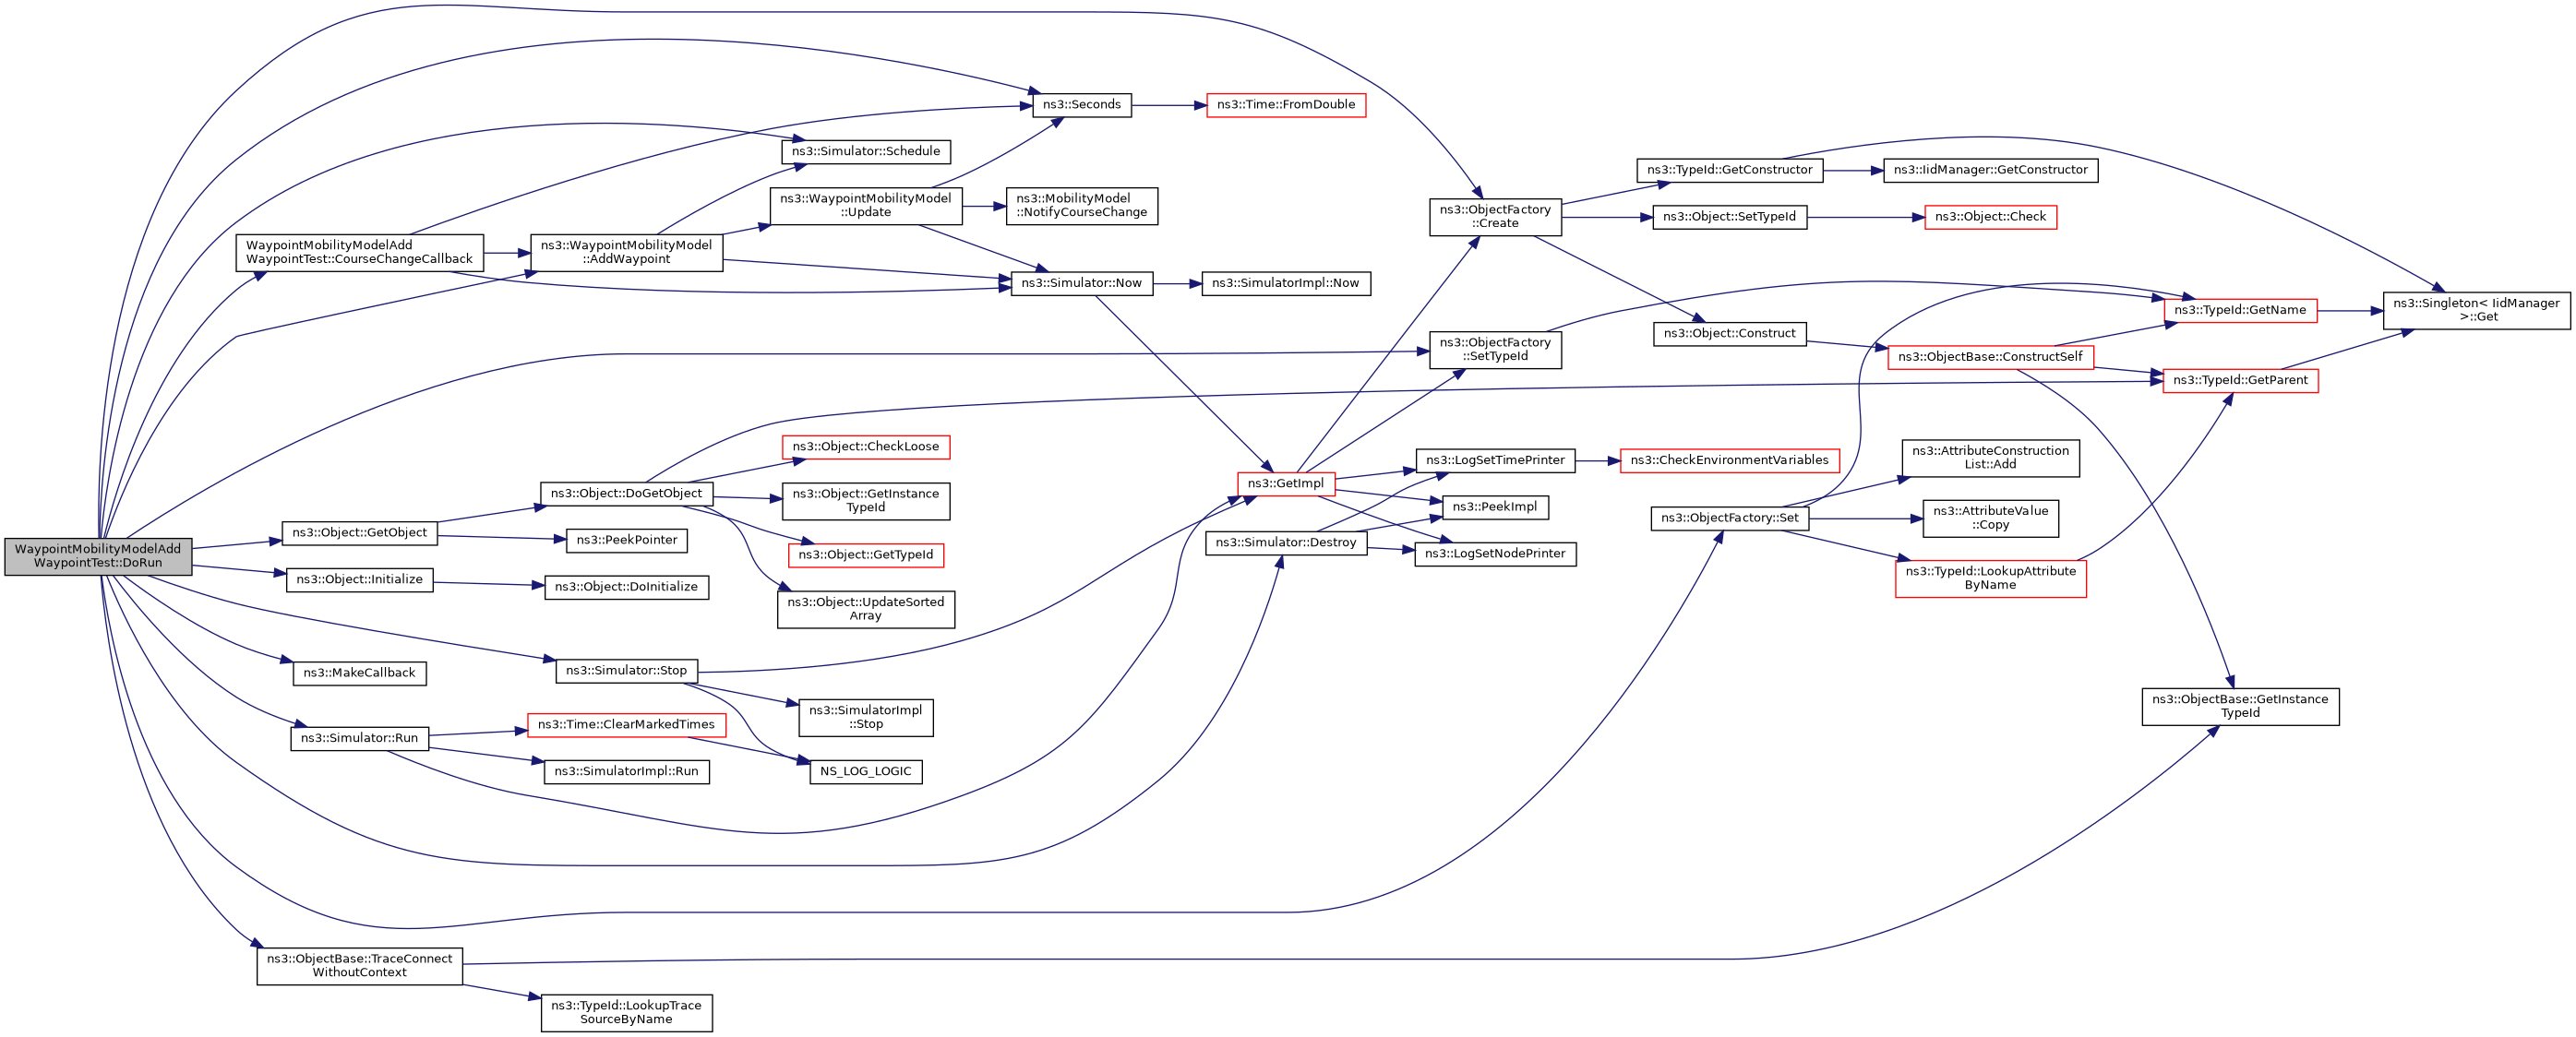 WaypointMobilityModelAdd
WaypointTest::DoRun
WaypointMobilityModelAdd
WaypointTest::CourseChangeCallback
ns3::WaypointMobilityModel
::AddWaypoint
ns3::Simulator::Schedule
ns3::WaypointMobilityModel
::Update
ns3::Seconds
ns3::Time::FromDouble
ns3::MobilityModel
::NotifyCourseChange
ns3::Simulator::Now
ns3::SimulatorImpl::Now
ns3::GetImpl
ns3::ObjectFactory
::Create
ns3::TypeId::GetConstructor
ns3::IidManager::GetConstructor
ns3::Object::SetTypeId
ns3::Object::Check
ns3::Object::Construct
ns3::ObjectBase::ConstructSelf
ns3::TypeId::GetName
ns3::Singleton< IidManager
>::Get
ns3::TypeId::GetParent
ns3::ObjectBase::GetInstance
TypeId
ns3::ObjectFactory
::SetTypeId
ns3::LogSetTimePrinter
ns3::CheckEnvironmentVariables
ns3::PeekImpl
ns3::LogSetNodePrinter
ns3::Simulator::Destroy
ns3::ObjectFactory::Set
ns3::AttributeConstruction
List::Add
ns3::AttributeValue
::Copy
ns3::TypeId::LookupAttribute
ByName
ns3::Object::GetObject
ns3::Object::DoGetObject
ns3::Object::CheckLoose
ns3::Object::GetInstance
TypeId
ns3::Object::GetTypeId
ns3::Object::UpdateSorted
Array
ns3::PeekPointer
ns3::Object::Initialize
ns3::Object::DoInitialize
ns3::MakeCallback
ns3::Simulator::Stop
ns3::SimulatorImpl
::Stop
NS_LOG_LOGIC
ns3::Simulator::Run
ns3::Time::ClearMarkedTimes
ns3::SimulatorImpl::Run
ns3::ObjectBase::TraceConnect
WithoutContext
ns3::TypeId::LookupTrace
SourceByName